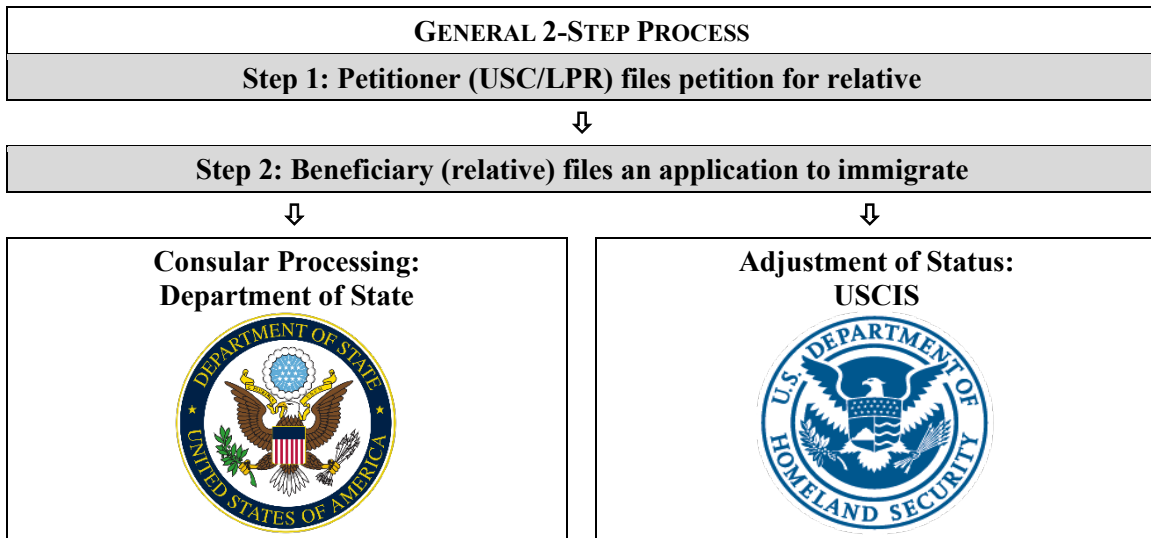 GENERAL 2-STEP PROCESS
Step 1: Petitioner (USC/LPR) files petition for relative
⇩
Step 2: Beneficiary (relative) files an application to immigrate
⇩ ⇩
Consular Processing:
Department of State
DEPARTMENT OF STATE
UNITED STATES OF AMERICA
Adjustment of Status:
USCIS
U.S. DEPARTMENT OF
HOMELAND SECURITY